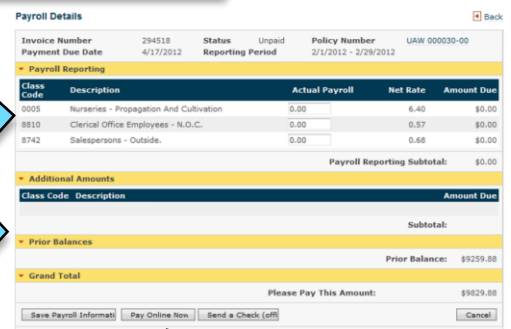 Payroll Details Back
Invoice Number 294518 Status Unpaid Policy Number UAW 000030-00
Payment Due Date 4/17/2012 Reporting Period 2/1/2012 - 2/29/2012
Payroll Reporting
Class Code Description Actual Payroll Net Rate Amount Due
0005 Nurseries - Propagation And Cultivation 0.00 6.40 $0.00
8810 Clerical Office Employees - N.O.C. 0.00 0.57 $0.00
8742 Salespersons - Outside. 0.00 0.68 $0.00
Payroll Reporting Subtotal: $0.00
Additional Amounts
Class Code Description Amount Due
Subtotal:
Prior Balances
Prior Balance: $9259.88
Grand Total
Please Pay This Amount: $9829.88
Save Payroll Informati Pay Online Now Send a Check (offl Cancel